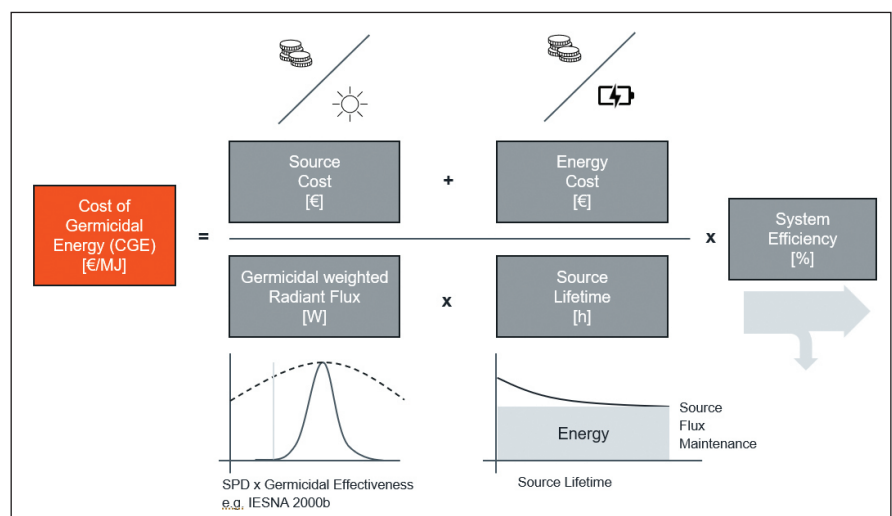 Source
Cost
[€]
+
Energy
Cost
[€]
Cost of
Germicidal
Energy (CGE)
[€/MJ]
=
x
System
Efficiency
[%]
Germicidal weighted
Radiant Flux
[W]
x
Source
Lifetime
[h]
Energy
Source
Flux
Maintenance
SPD x Germicidal Effectiveness
e.g. IESNA 2000b
Source Lifetime